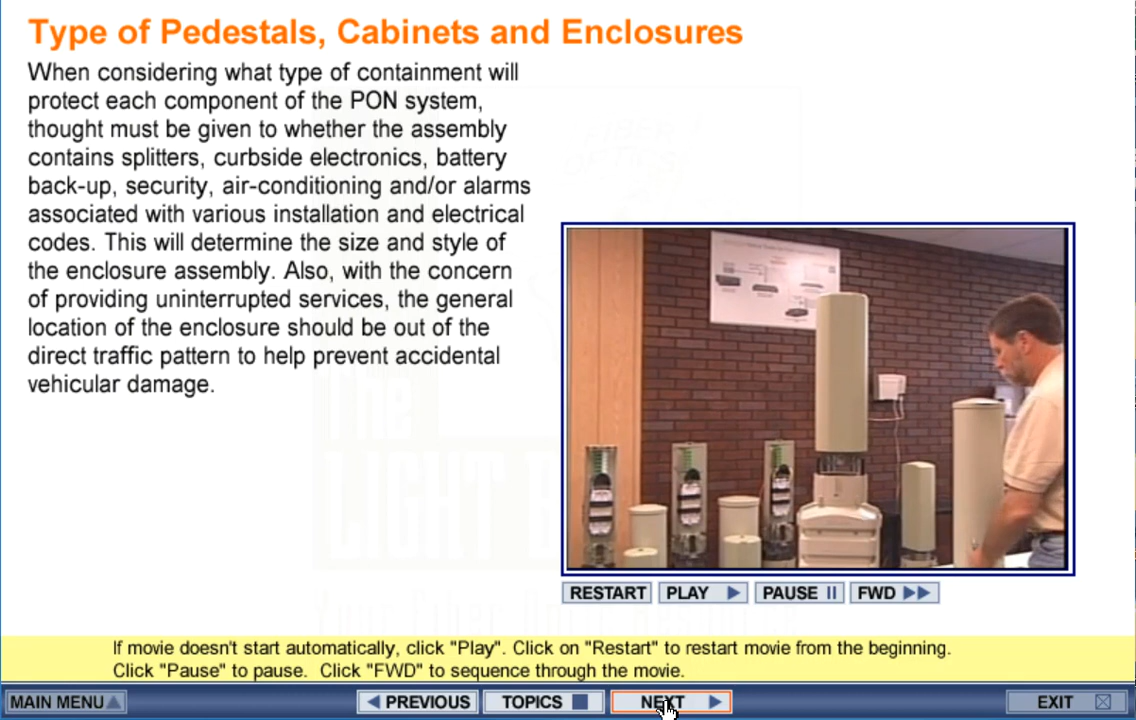 Type of Pedestals, Cabinets and Enclosures
When considering what type of containment will
protect each component of the PON system,
thought must be given to whether the assembly
contains splitters, curbside electronics, battery
back-up, security, air-conditioning and/or alarms
associated with various installation and electrical
codes. This will determine the size and style of
the enclosure assembly. Also, with the concern
of providing uninterrupted services, the general
location of the enclosure should be out of the
direct traffic pattern to help prevent accidental
vehicular damage.
RESTART PLAY PAUSE FWD
If movie doesn't start automatically, click "Play". Click on "Restart" to restart movie from the beginning.
Click "Pause" to pause. Click "FWD" to sequence through the movie.
MAIN MENU PREVIOUS TOPICS NEXT EXIT